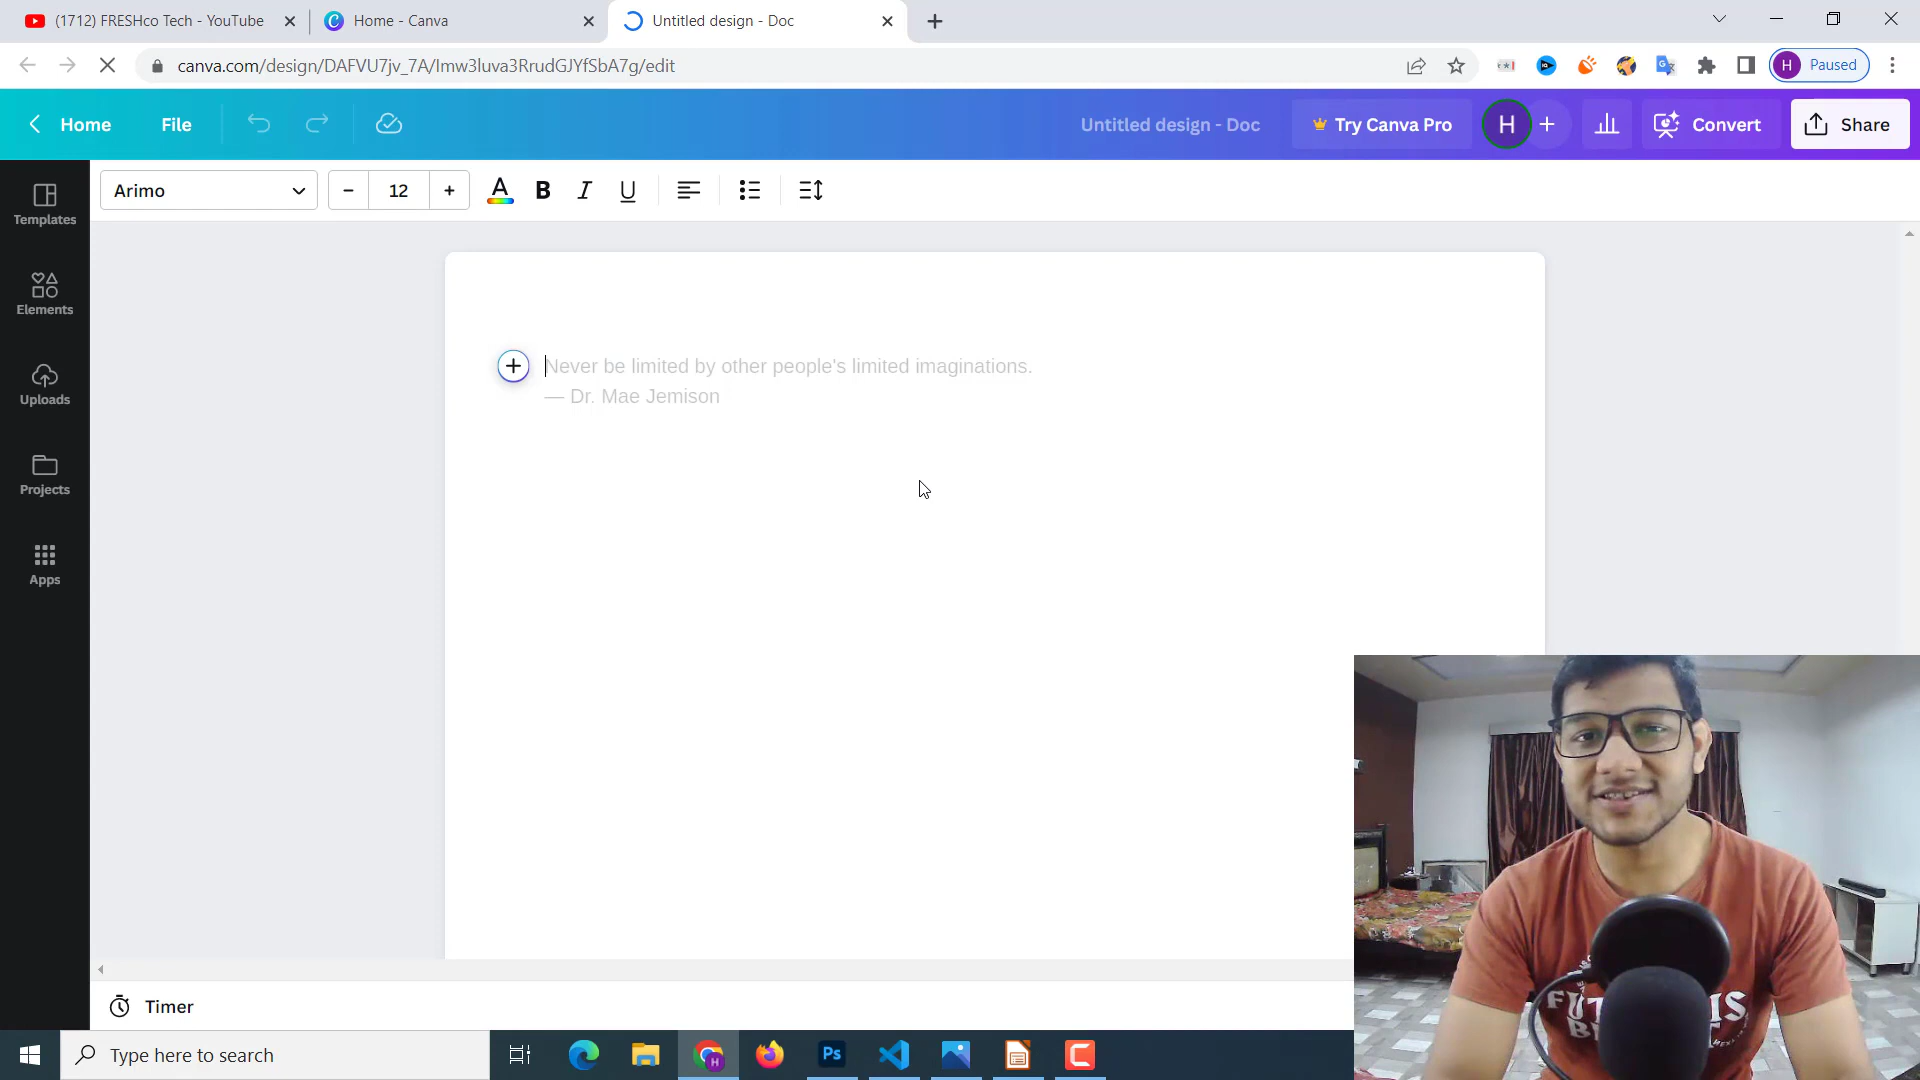 (1712) FRESHco Tech - YouTube
Home - Canva
Untitled design - Doc
canva.com/design/DAFVU7jv_7A/Imw3Iuva3RrudGJYfSbA7g/edit
H Paused
Home
File
Untitled design - Doc
Try Canva Pro
H
Convert
Share
Arimo
12
A
B
I
U
Templates
Elements
Uploads
Projects
Apps
Never be limited by other people's limited imaginations.
— Dr. Mae Jemison
Timer
Type here to search
H
Ps